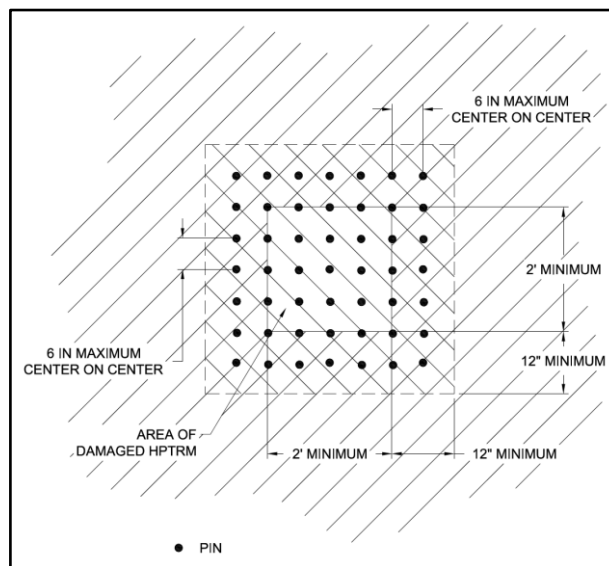 6 IN MAXIMUM
CENTER ON CENTER
2' MINIMUM
6 IN MAXIMUM
CENTER ON CENTER
12" MINIMUM
AREA OF
DAMAGED HPTRM
2' MINIMUM
12" MINIMUM
PIN